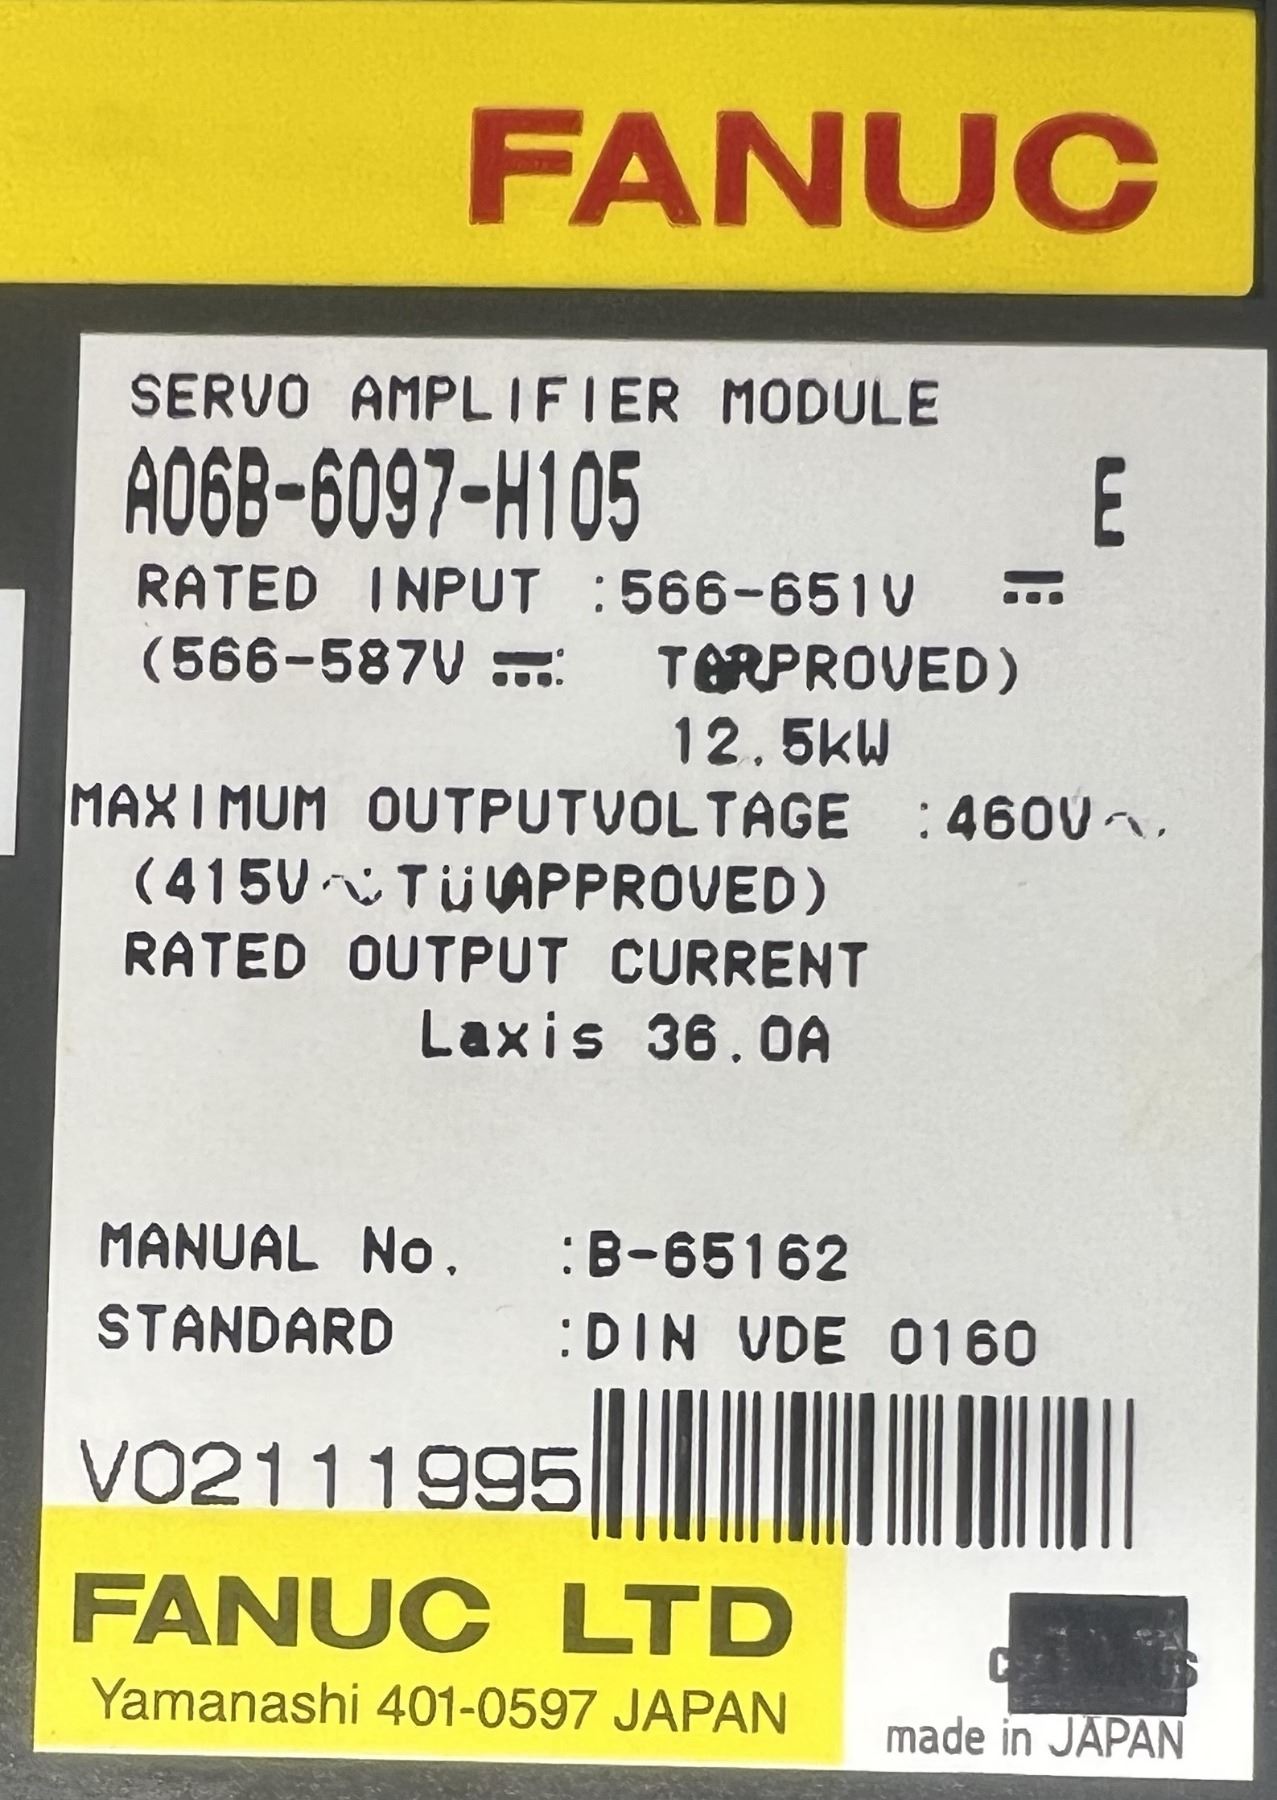 FANUC
SERVO AMPLIFIER MODULE
A06B-6097-H105 E
RATED INPUT :566-651V ⎓
(566-587V ⎓: PROVED)
12.5kW
MAXIMUM OUTPUTVOLTAGE :460V~.
(415V~ TüVAPPROVED)
RATED OUTPUT CURRENT
Laxis 36.0A
MANUAL No. :B-65162
STANDARD :DIN VDE 0160
V02111995
FANUC LTD
Yamanashi 401-0597 JAPAN
made in JAPAN